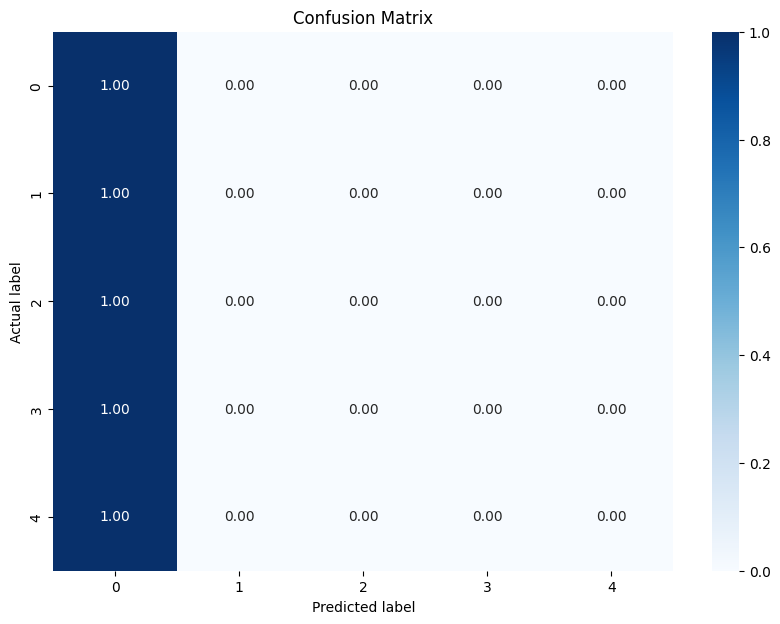 Confusion Matrix
Actual label
0 1.00 0.00 0.00 0.00 0.00
1 1.00 0.00 0.00 0.00 0.00
2 1.00 0.00 0.00 0.00 0.00
3 1.00 0.00 0.00 0.00 0.00
4 1.00 0.00 0.00 0.00 0.00
0 1 2 3 4
Predicted label
1.0
0.8
0.6
0.4
0.2
0.0